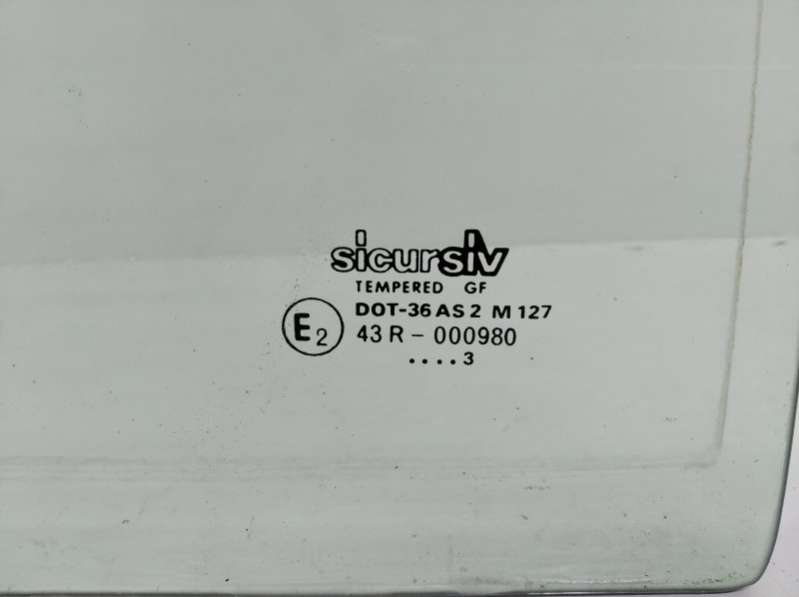 sicursiv
TEMPERED GF
DOT-36 AS 2 M 127
E2
43 R - 000980
....3